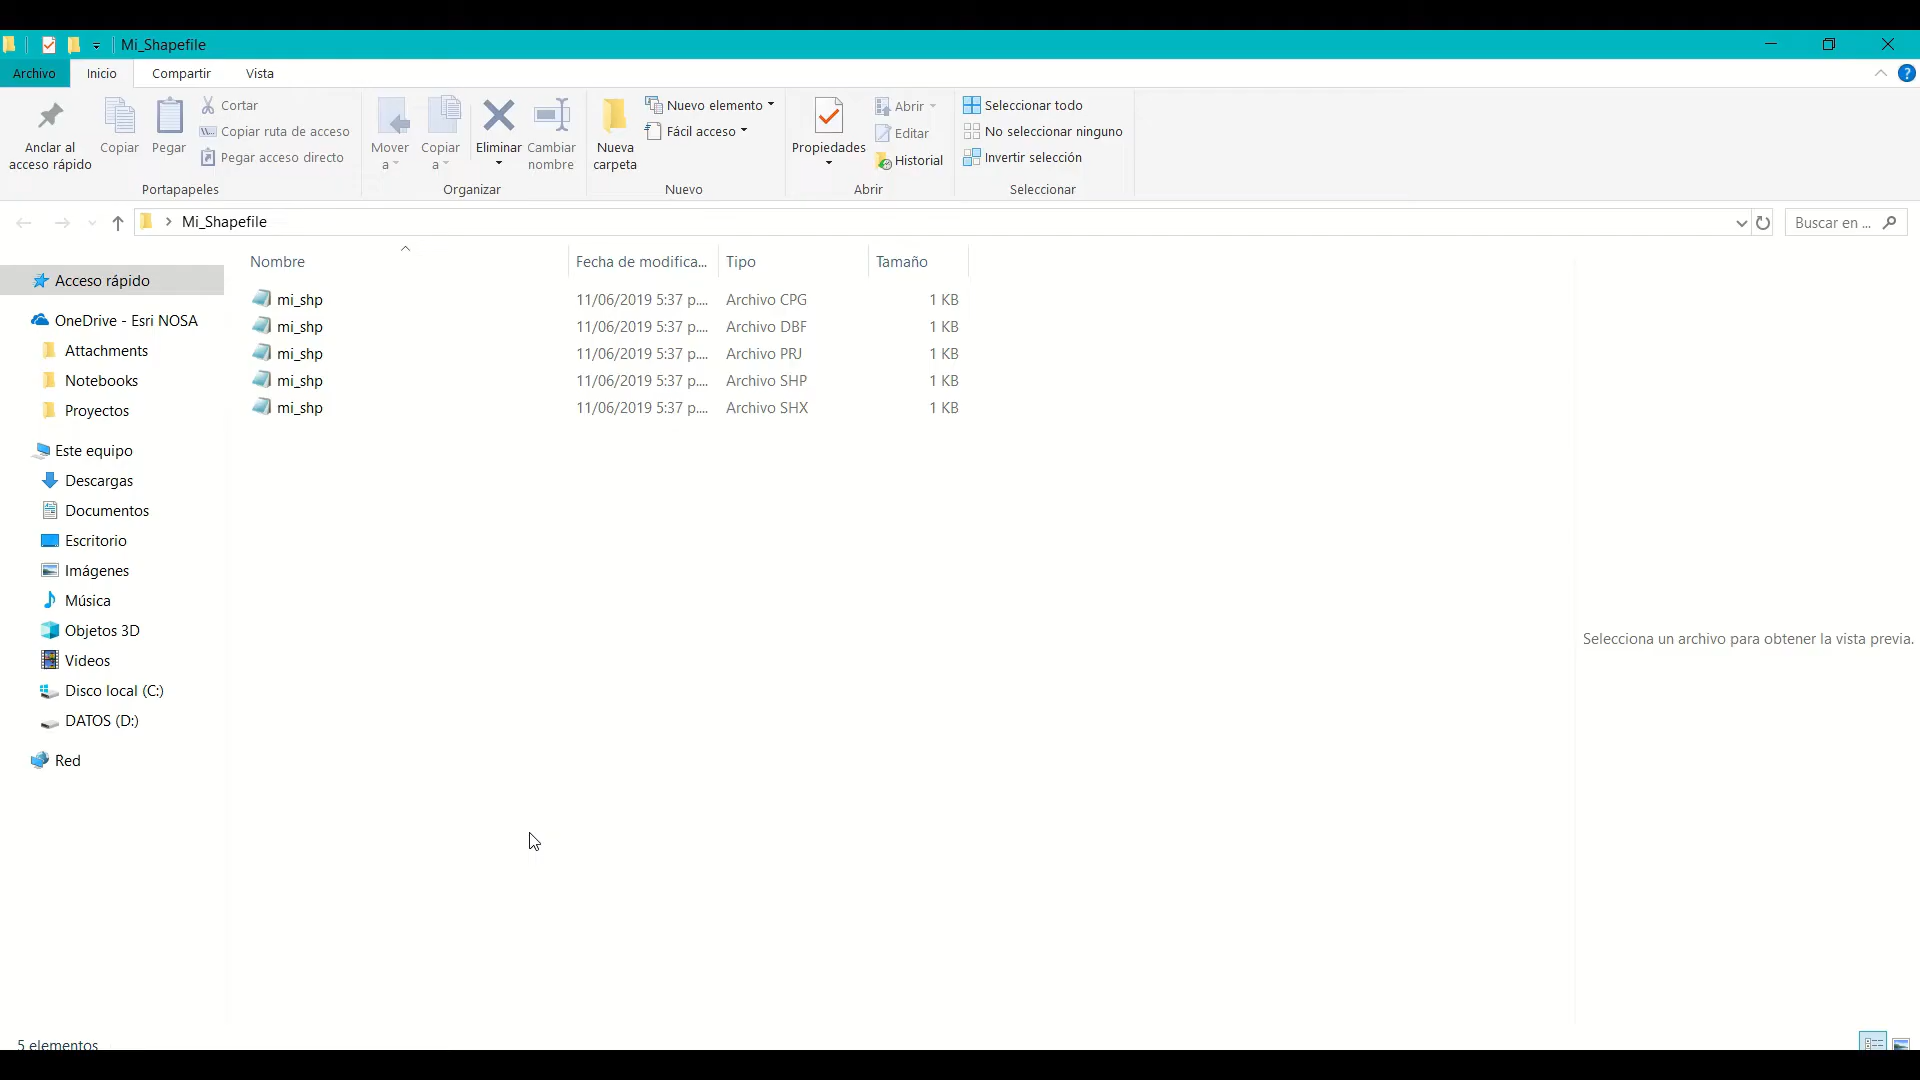 Mi_Shapefile
Archivo Inicio Compartir Vista
Anclar al acceso rápido
Copiar
Pegar
Cortar
Copiar ruta de acceso
Pegar acceso directo
Portapapeles
Mover a
Copiar a
Eliminar
Cambiar nombre
Organizar
Nueva carpeta
Nuevo elemento
Fácil acceso
Nuevo
Propiedades
Abrir
Editar
Historial
Abrir
Seleccionar todo
No seleccionar ninguno
Invertir selección
Seleccionar
Mi_Shapefile
Buscar en ...
Nombre Fecha de modifica... Tipo Tamaño
mi_shp 11/06/2019 5:37 p.... Archivo CPG 1 KB
mi_shp 11/06/2019 5:37 p.... Archivo DBF 1 KB
mi_shp 11/06/2019 5:37 p.... Archivo PRJ 1 KB
mi_shp 11/06/2019 5:37 p.... Archivo SHP 1 KB
mi_shp 11/06/2019 5:37 p.... Archivo SHX 1 KB
Acceso rápido
OneDrive - Esri NOSA
Attachments
Notebooks
Proyectos
Este equipo
Descargas
Documentos
Escritorio
Imágenes
Música
Objetos 3D
Videos
Disco local (C:)
DATOS (D:)
Red
Selecciona un archivo para obtener la vista previa.
5 elementos